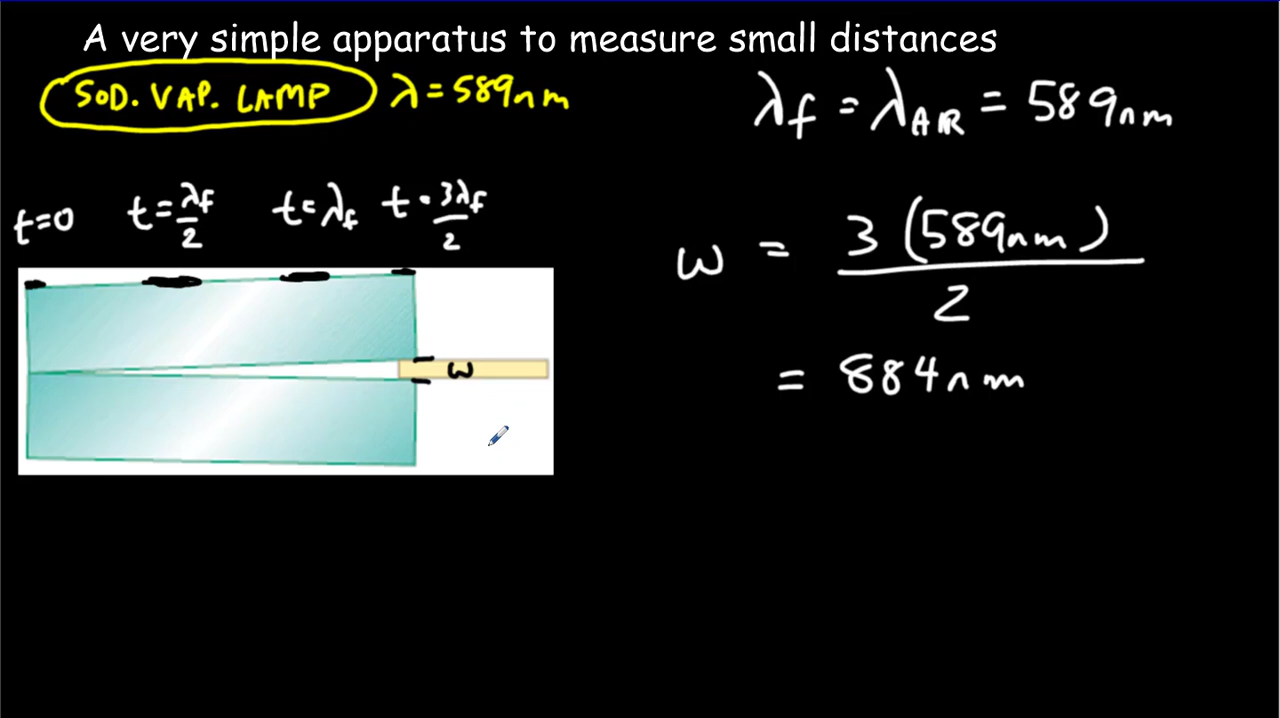 A very simple apparatus to measure small distances
SOD. VAP. LAMP λ = 589nm
λf = λAIR = 589nm
t=0 t = λf/2 t = λf t = 3λf/2
w = 3(589nm)/2
= 884nm
w